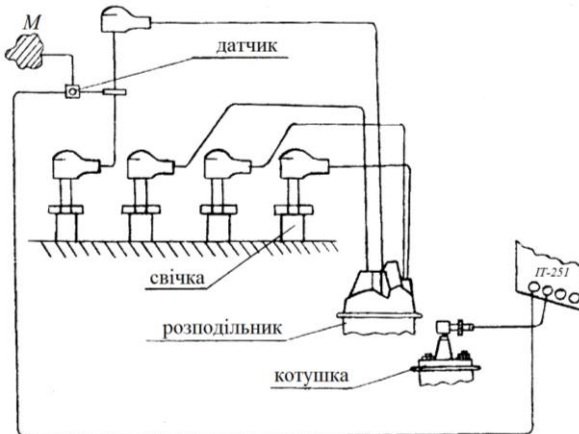 М
датчик
свічка
ІТ-251
розподільник
котушка